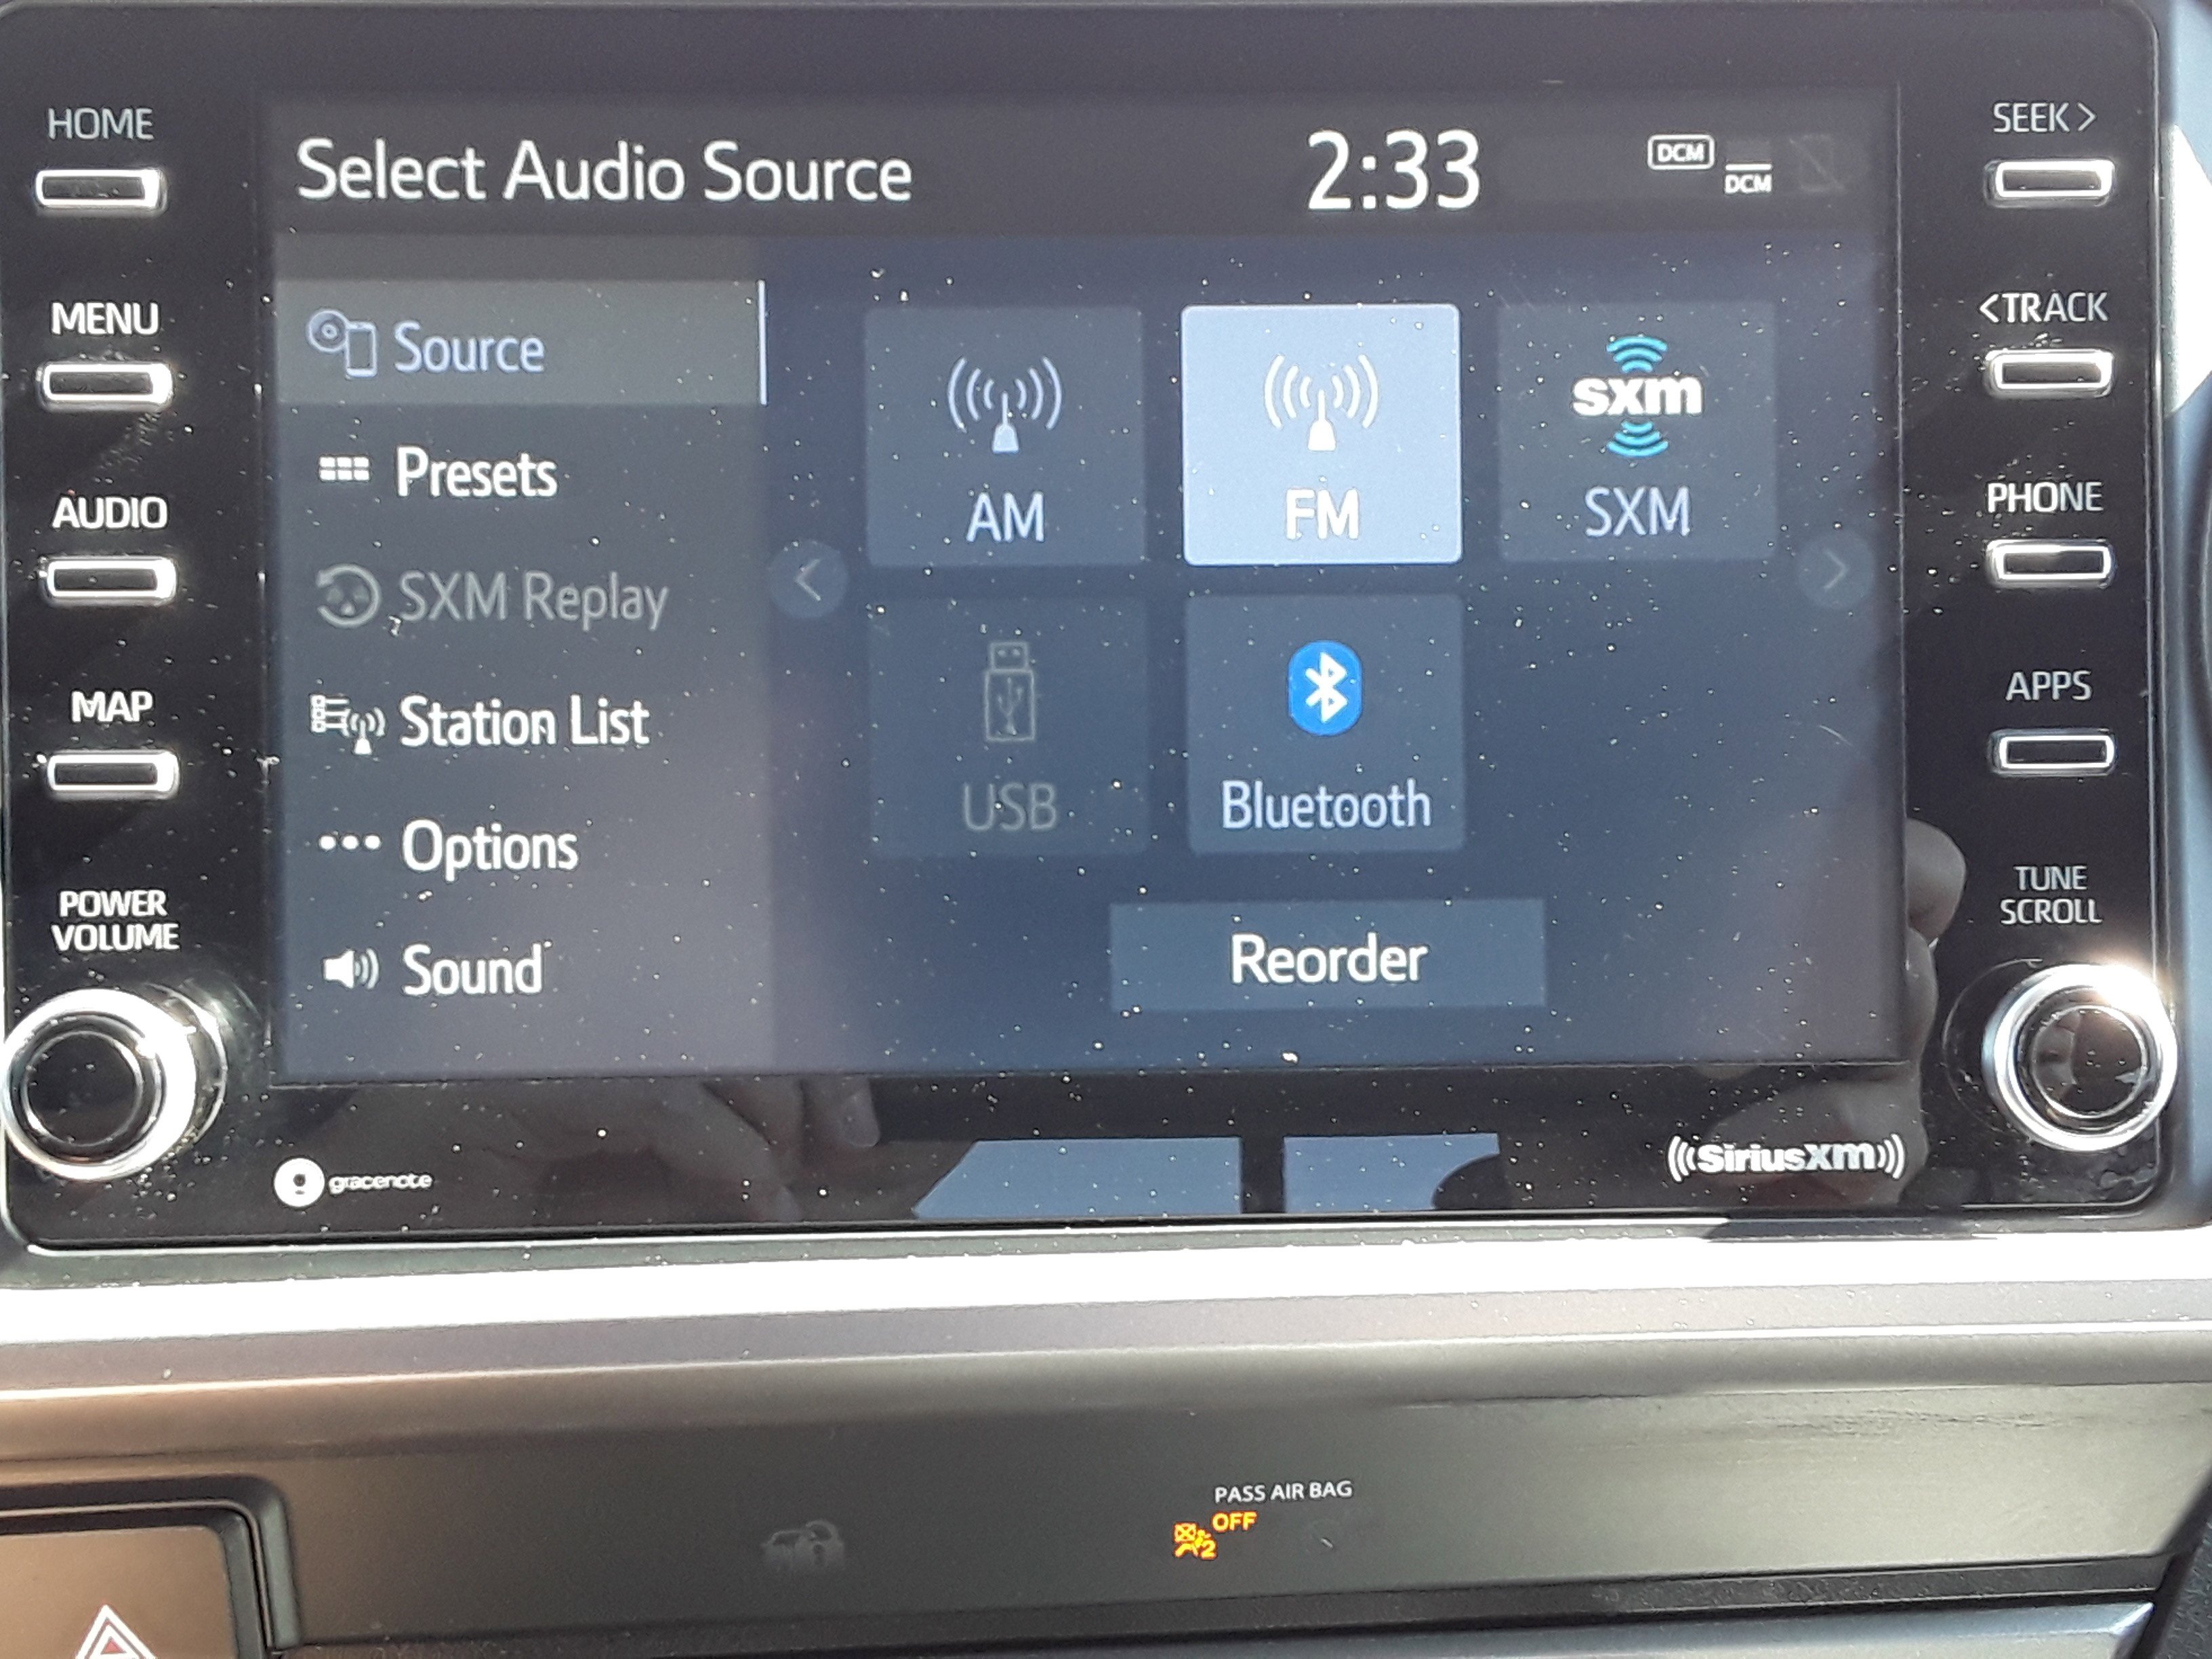 HOME
MENU
AUDIO
MAP
POWER
VOLUME
Select Audio Source
2:33
DCM
DCM
Source
Presets
SXM Replay
Station List
Options
Sound
AM
FM
sxm
SXM
USB
Bluetooth
Reorder
SEEK>
<TRACK
PHONE
APPS
TUNE
SCROLL
gracenote
((SiriusXM))
PASS AIR BAG
OFF
2